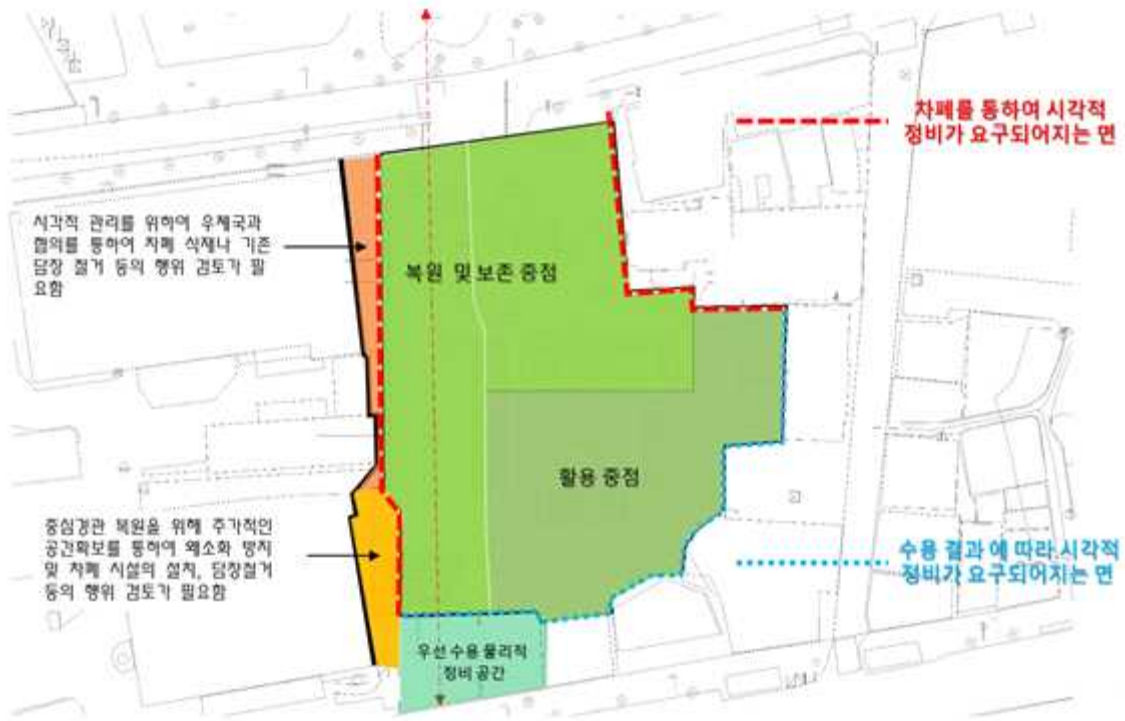 차폐를 통하여 시각적
정비가 요구되어지는 면
시각적 관리를 위하여 우체국과
협의를 통하여 차폐 식재나 기존
담장 철거 등의 행위 검토가 필
요함
복원 및 보존 중점
활용 중점
중심경관 복원을 위해 추가적인
공간확보를 통하여 왜소화 방지
및 차폐 시설의 설치, 담장철거
등의 행위 검토가 필요함
수용 결과 에 따라 시각적
정비가 요구되어지는 면
우선 수용 물리적
정비 공간